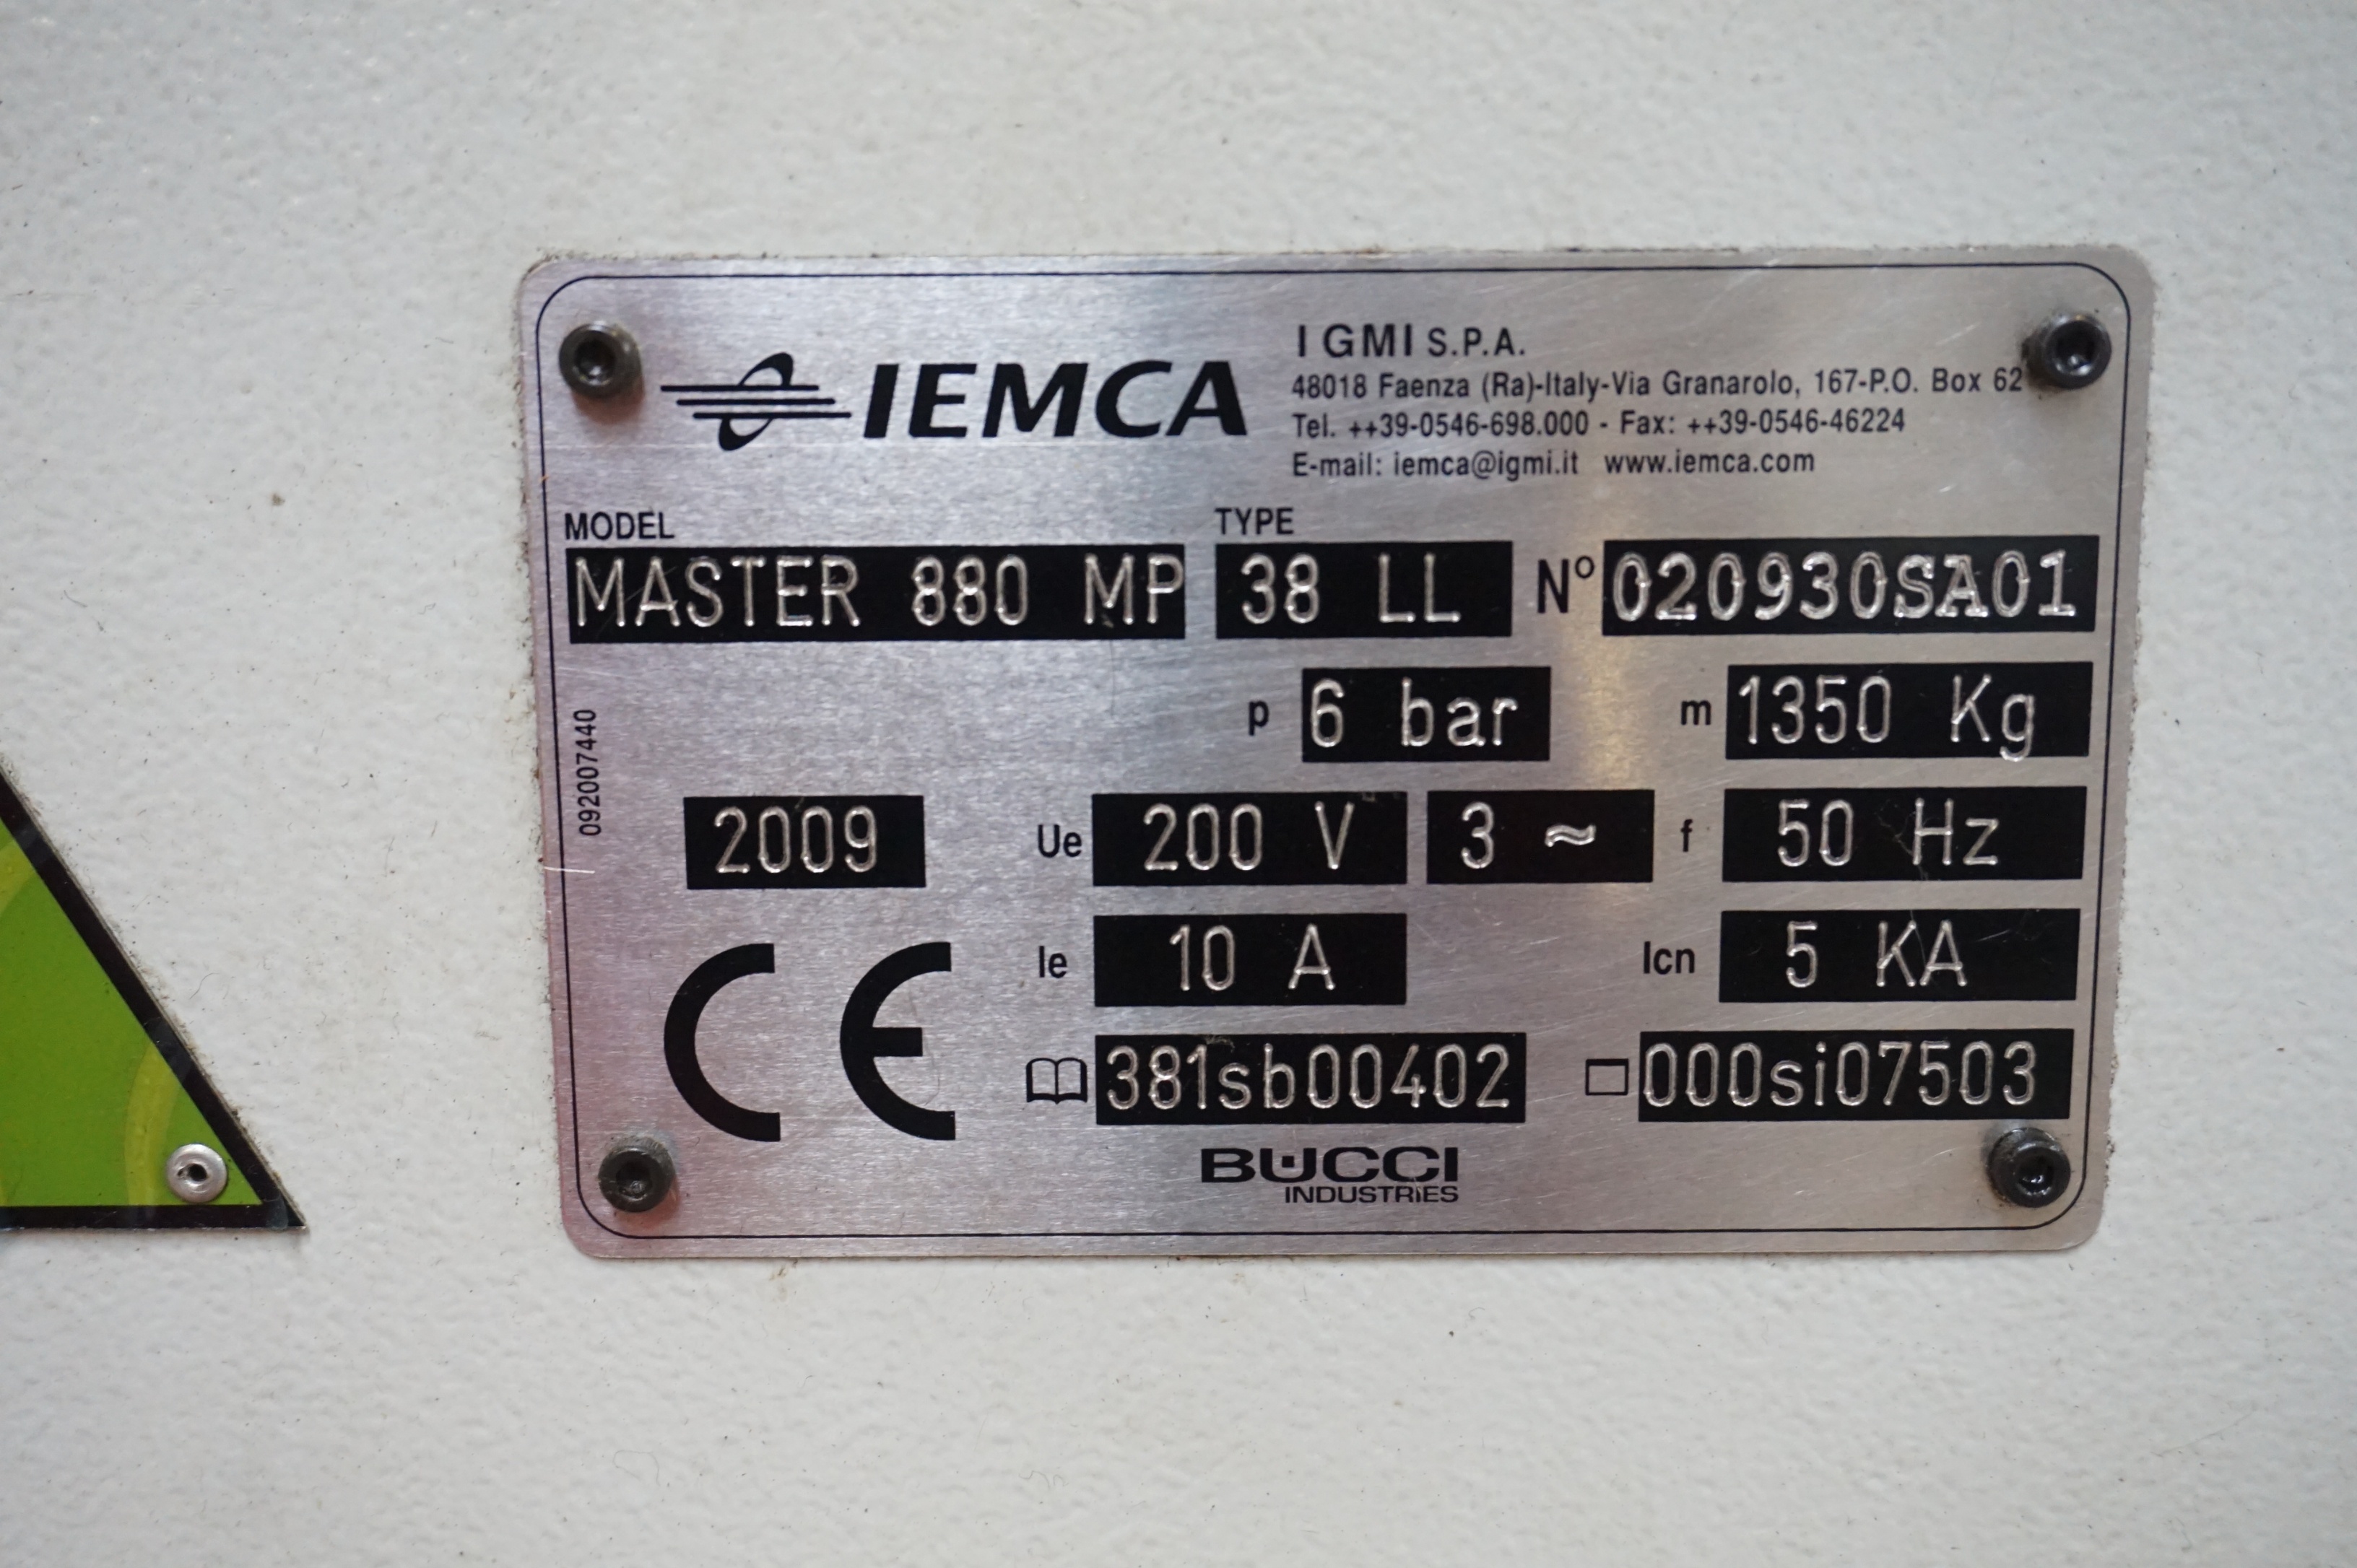 IEMCA
I GMI S.P.A.
48018 Faenza (Ra)-Italy-Via Granarolo, 167-P.O. Box 62
Tel. ++39-0546-698.000 - Fax: ++39-0546-46224
E-mail: iemca@igmi.it www.iemca.com
MODEL TYPE
MASTER 880 MP 38 LL N° 020930SA01
p 6 bar m 1350 Kg
092007440
2009 Ue 200 V 3 ≈ f 50 Hz
CE Ie 10 A Icn 5 KA
381sb00402 000si07503
BUCCI
INDUSTRIES